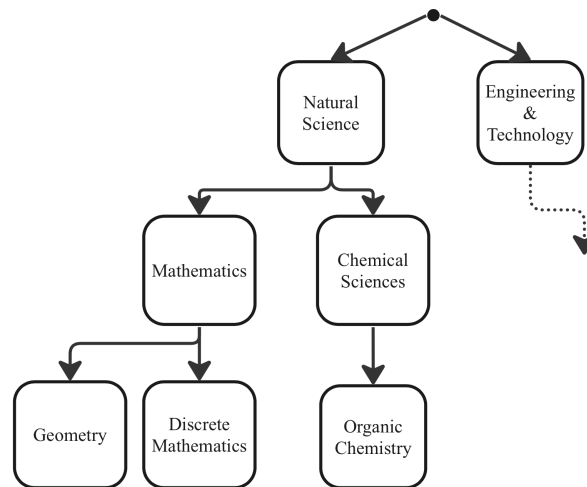 Natural
Science
Engineering
&
Technology
Mathematics
Chemical
Sciences
Geometry
Discrete
Mathematics
Organic
Chemistry